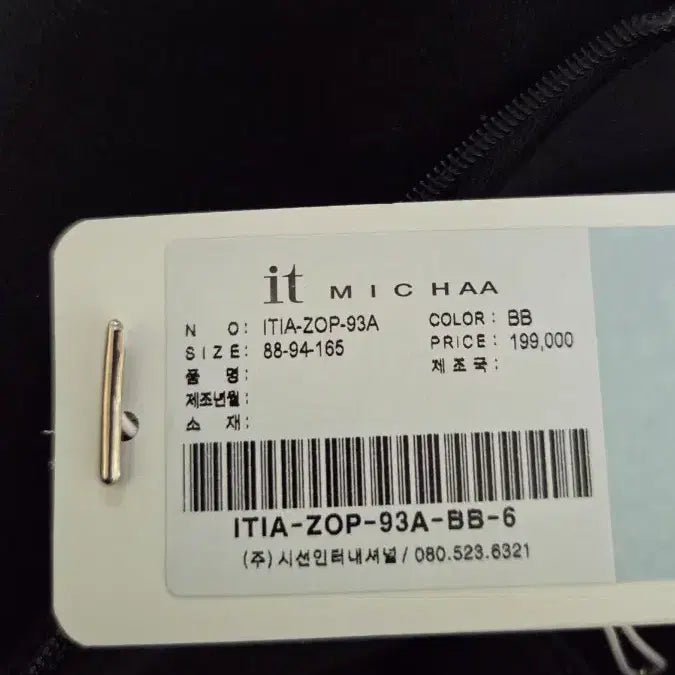 it MICHAA
N O: ITIA-ZOP-93A COLOR: BB
SIZE: 88-94-165 PRICE: 199,000
품 명: 제조국:
제조년월:
소 재:
ITIA-ZOP-93A-BB-6
(주)시선인터내셔널/ 080.523.6321